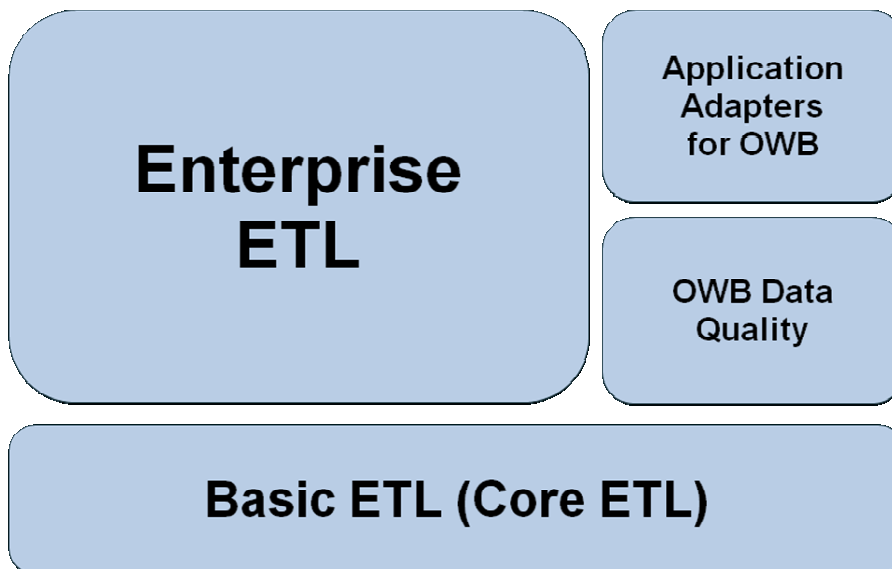 Enterprise
ETL
Application
Adapters
for OWB
OWB Data
Quality
Basic ETL (Core ETL)